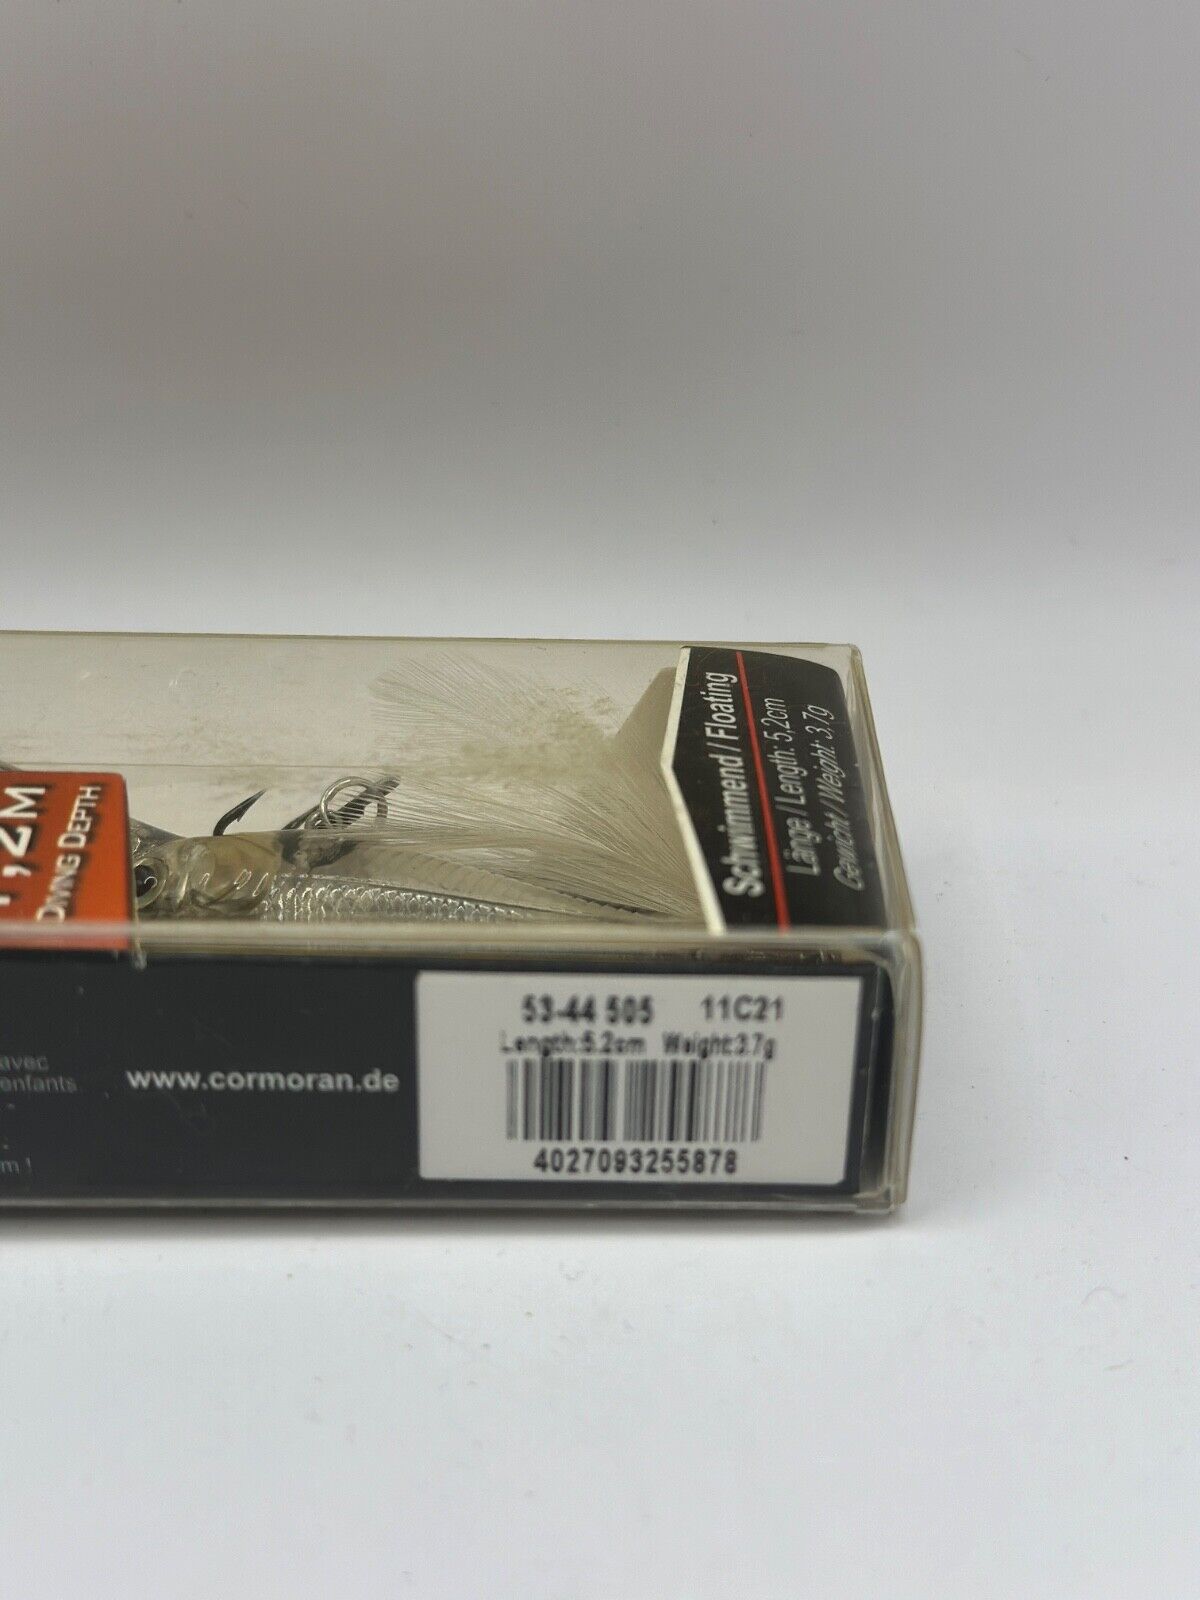 Schwimmend / Floating
Länge / Length: 5,2cm
Gewicht / Weight: 3,7g
,2M
DIVING DEPTH
avec
enfants
m !
www.cormoran.de
53-44 505 11C21
Length:5.2cm Weight:3.7g
4027093255878